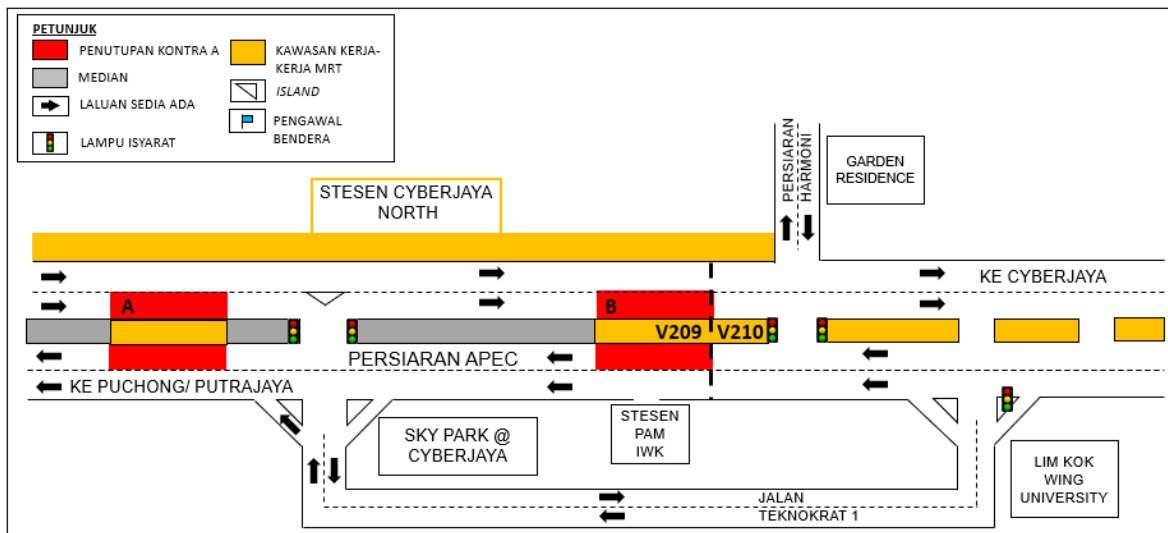 PETUNJUK
PENUTUPAN KONTRA A
MEDIAN
LALUAN SEDIA ADA
LAMPU ISYARAT
KAWASAN KERJA-
KERJA MRT
ISLAND
PENGAWAL
BENDERA
STESEN CYBERJAYA
NORTH
PERSIARAN
HARMONI
GARDEN
RESIDENCE
KE CYBERJAYA
A
B
V209
V210
PERSIARAN APEC
KE PUCHONG/ PUTRAJAYA
SKY PARK @
CYBERJAYA
STESEN
PAM
IWK
LIM KOK
WING
UNIVERSITY
JALAN
TEKNOKRAT 1